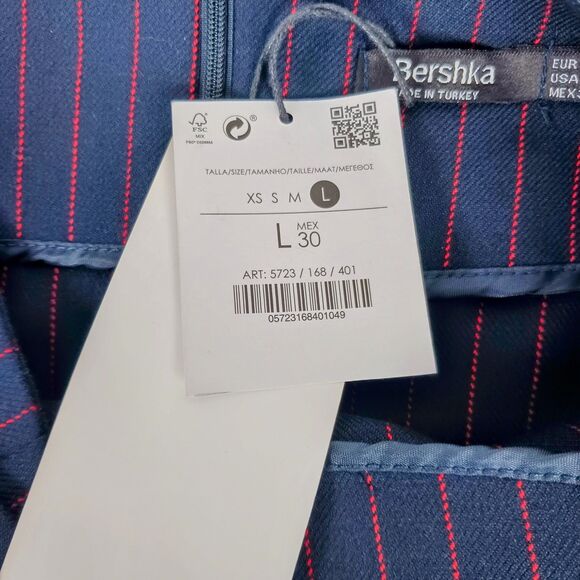 Bershka
MADE IN TURKEY
EUR
USA
MEX
FSC
MIX
TALLA/SIZE/TAMANHO/TAILLE/MAAT/ΜΕΓΕΘΟΣ
XS S M L
L MEX 30
ART: 5723 / 168 / 401
05723168401049